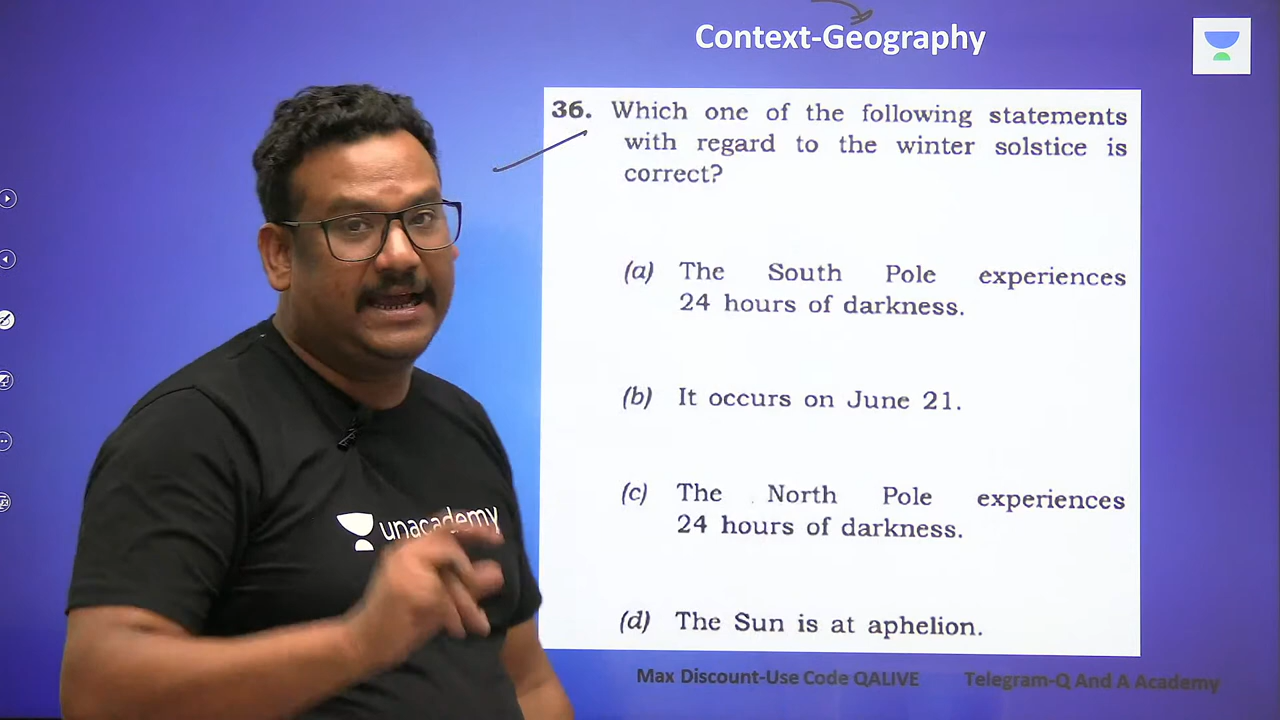 Context-Geography
36. Which one of the following statements
with regard to the winter solstice is
correct?
(a) The South Pole experiences
24 hours of darkness.
(b) It occurs on June 21.
(c) The North Pole experiences
24 hours of darkness.
(d) The Sun is at aphelion.
unacademy
Max Discount-Use Code QALIVE Telegram-Q And A Academy